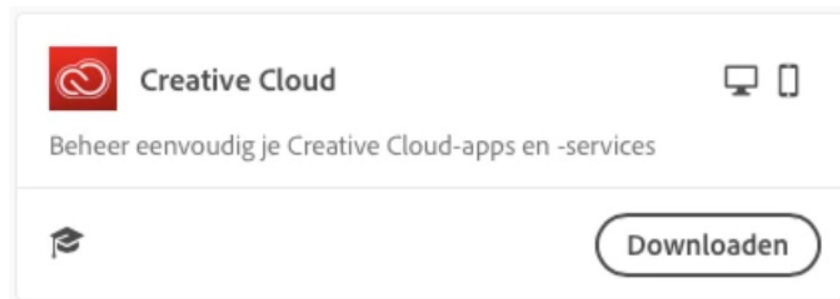 Creative Cloud
Beheer eenvoudig je Creative Cloud-apps en -services
Downloaden